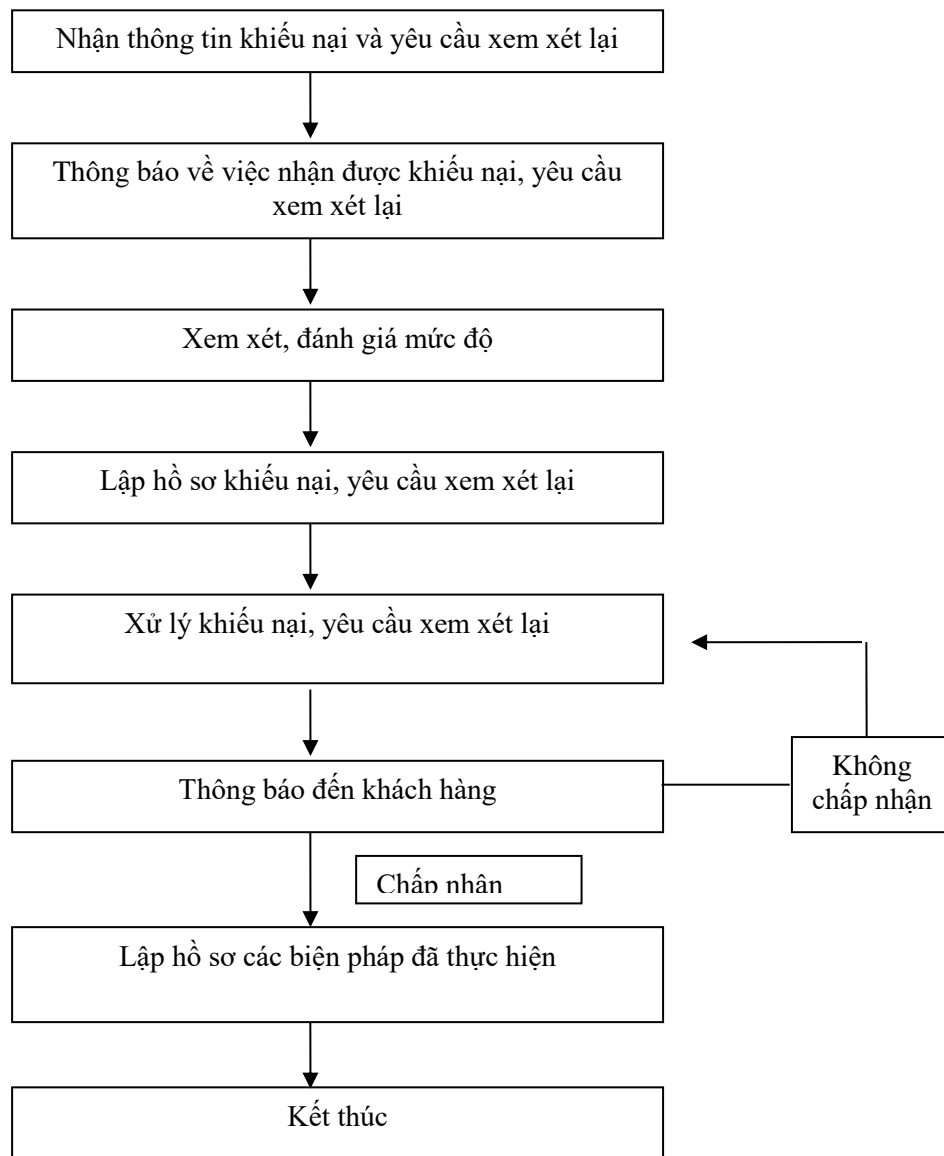 Nhận thông tin khiếu nại và yêu cầu xem xét lại
Thông báo về việc nhận được khiếu nại, yêu cầu
xem xét lại
Xem xét, đánh giá mức độ
Lập hồ sơ khiếu nại, yêu cầu xem xét lại
Xử lý khiếu nại, yêu cầu xem xét lại
Thông báo đến khách hàng
Không
chấp nhận
Chấp nhận
Lập hồ sơ các biện pháp đã thực hiện
Kết thúc